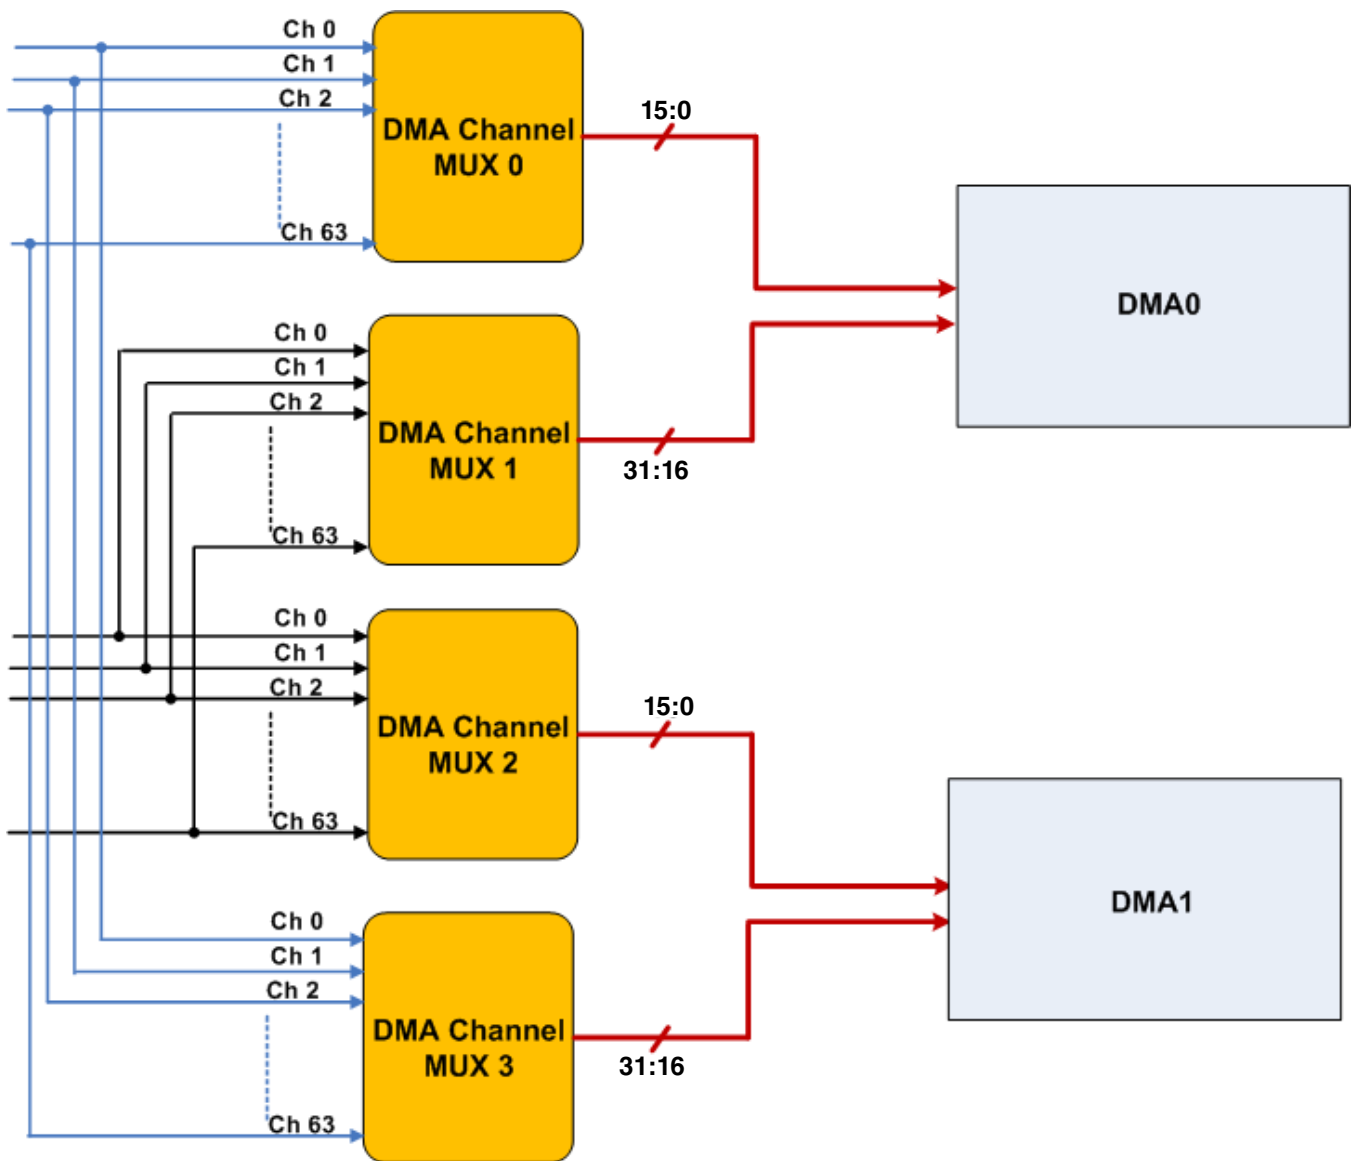 Ch 0
Ch 1
Ch 2
Ch 63
DMA Channel
MUX 0
15:0
DMA0
Ch 0
Ch 1
Ch 2
Ch 63
DMA Channel
MUX 1
31:16
Ch 0
Ch 1
Ch 2
Ch 63
DMA Channel
MUX 2
15:0
DMA1
Ch 0
Ch 1
Ch 2
Ch 63
DMA Channel
MUX 3
31:16